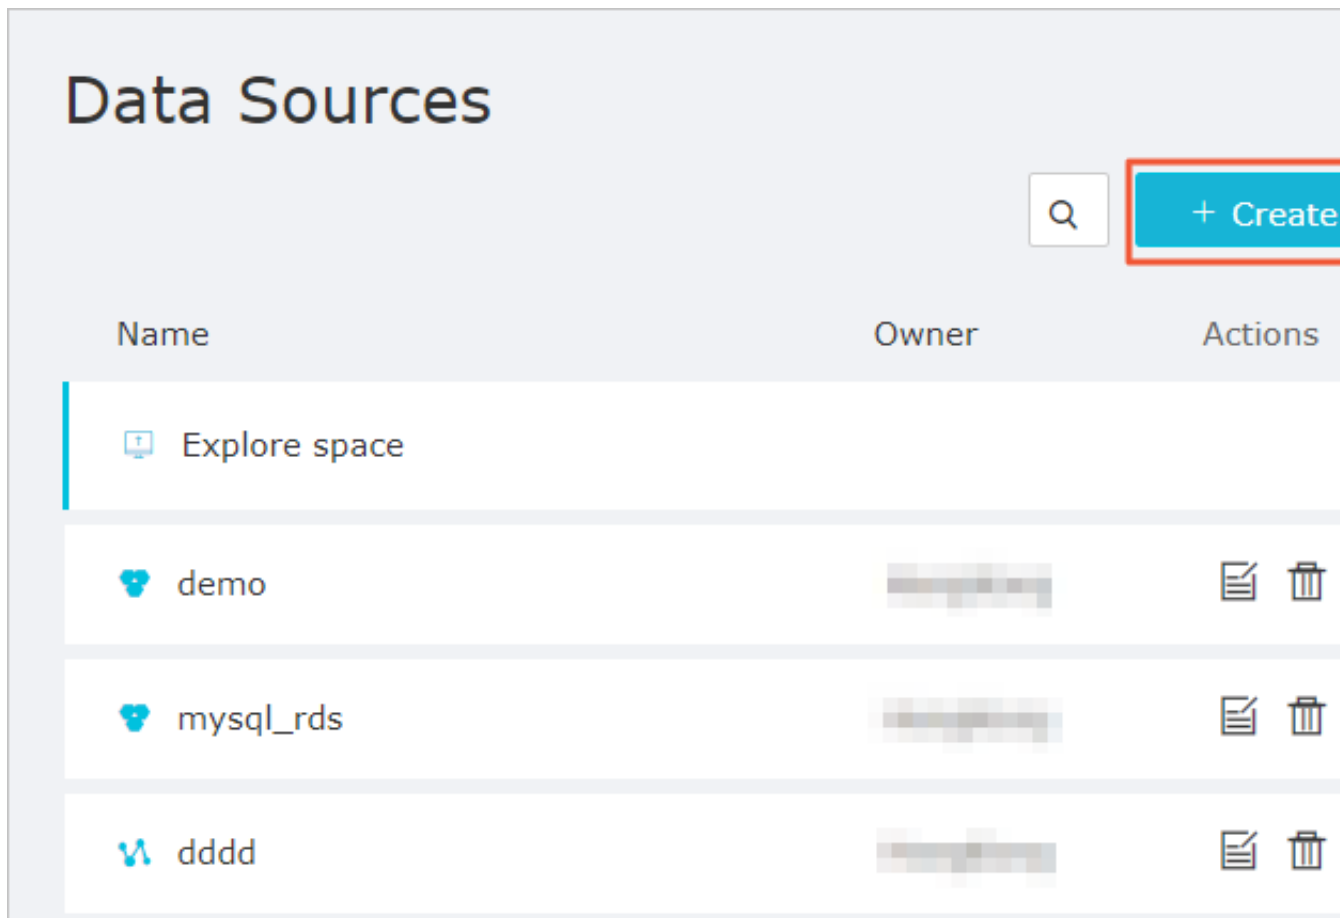 Data Sources
+ Create
Name Owner Actions
Explore space
demo
mysql_rds
dddd